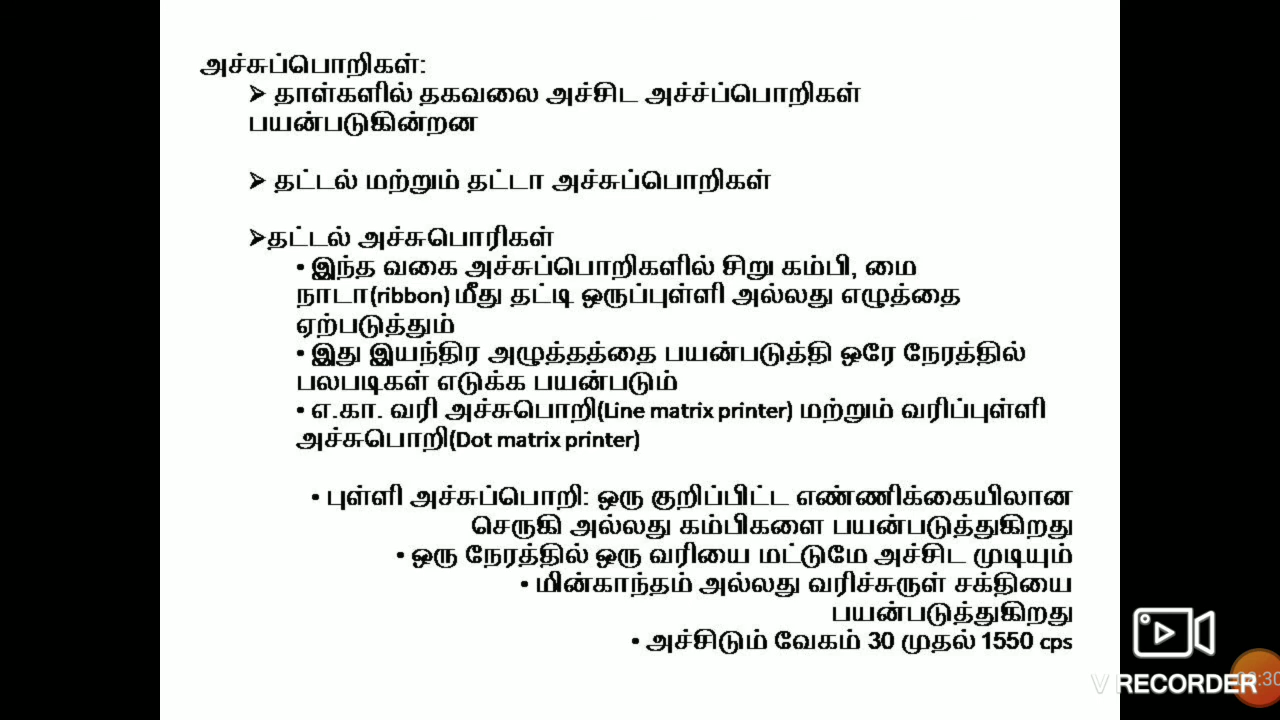 அச்சுப்பொறிகள்:
➢ தாள்களில் தகவலை அச்சிட அச்ச்ப்பொறிகள்
பயன்படுகின்றன
➢ தட்டல் மற்றும் தட்டா அச்சுப்பொறிகள்
➢தட்டல் அச்சுபொரிகள்
• இந்த வகை அச்சுப்பொறிகளில் சிறு கம்பி, மை
நாடா(ribbon) மீது தட்டி ஒருப்புள்ளி அல்லது எழுத்தை
ஏற்படுத்தும்
• இது இயந்திர அழுத்தத்தை பயன்படுத்தி ஒரே நேரத்தில்
பலபடிகள் எடுக்க பயன்படும்
• எ.கா. வரி அச்சுபொறி(Line matrix printer) மற்றும் வரிப்புள்ளி
அச்சுபொறி(Dot matrix printer)
• புள்ளி அச்சுப்பொறி: ஒரு குறிப்பிட்ட எண்ணிக்கையிலான
செருகி அல்லது கம்பிகளை பயன்படுத்துகிறது
• ஒரு நேரத்தில் ஒரு வரியை மட்டுமே அச்சிட முடியும்
• மின்காந்தம் அல்லது வரிச்சுருள் சக்தியை
பயன்படுத்துகிறது
• அச்சிடும் வேகம் 30 முதல் 1550 cps
V RECORDER